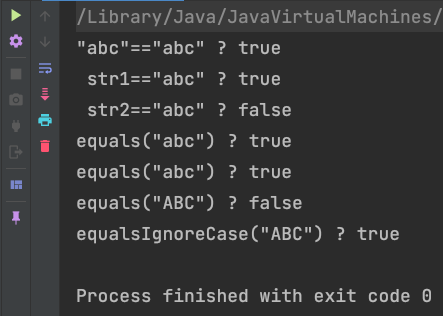 /Library/Java/JavaVirtualMachines/
"abc"=="abc" ? true
 str1=="abc" ? true
 str2=="abc" ? false
equals("abc") ? true
equals("abc") ? true
equals("ABC") ? false
equalsIgnoreCase("ABC") ? true
Process finished with exit code 0